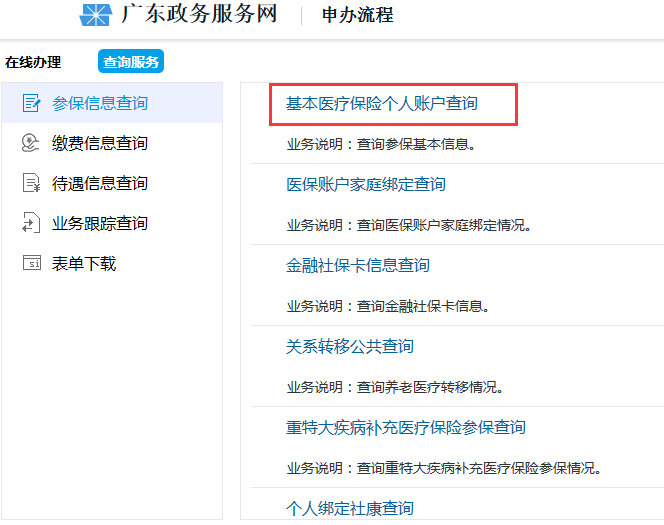 广东政务服务网 申办流程
在线办理 查询服务
参保信息查询
缴费信息查询
待遇信息查询
业务跟踪查询
表单下载
基本医疗保险个人账户查询
业务说明：查询参保基本信息。
医保账户家庭绑定查询
业务说明：查询医保账户家庭绑定情况。
金融社保卡信息查询
业务说明：查询金融社保卡信息。
关系转移公共查询
业务说明：查询养老医疗转移情况。
重特大疾病补充医疗保险参保查询
业务说明：查询重特大疾病补充医疗保险参保情况。
个人绑定社康查询